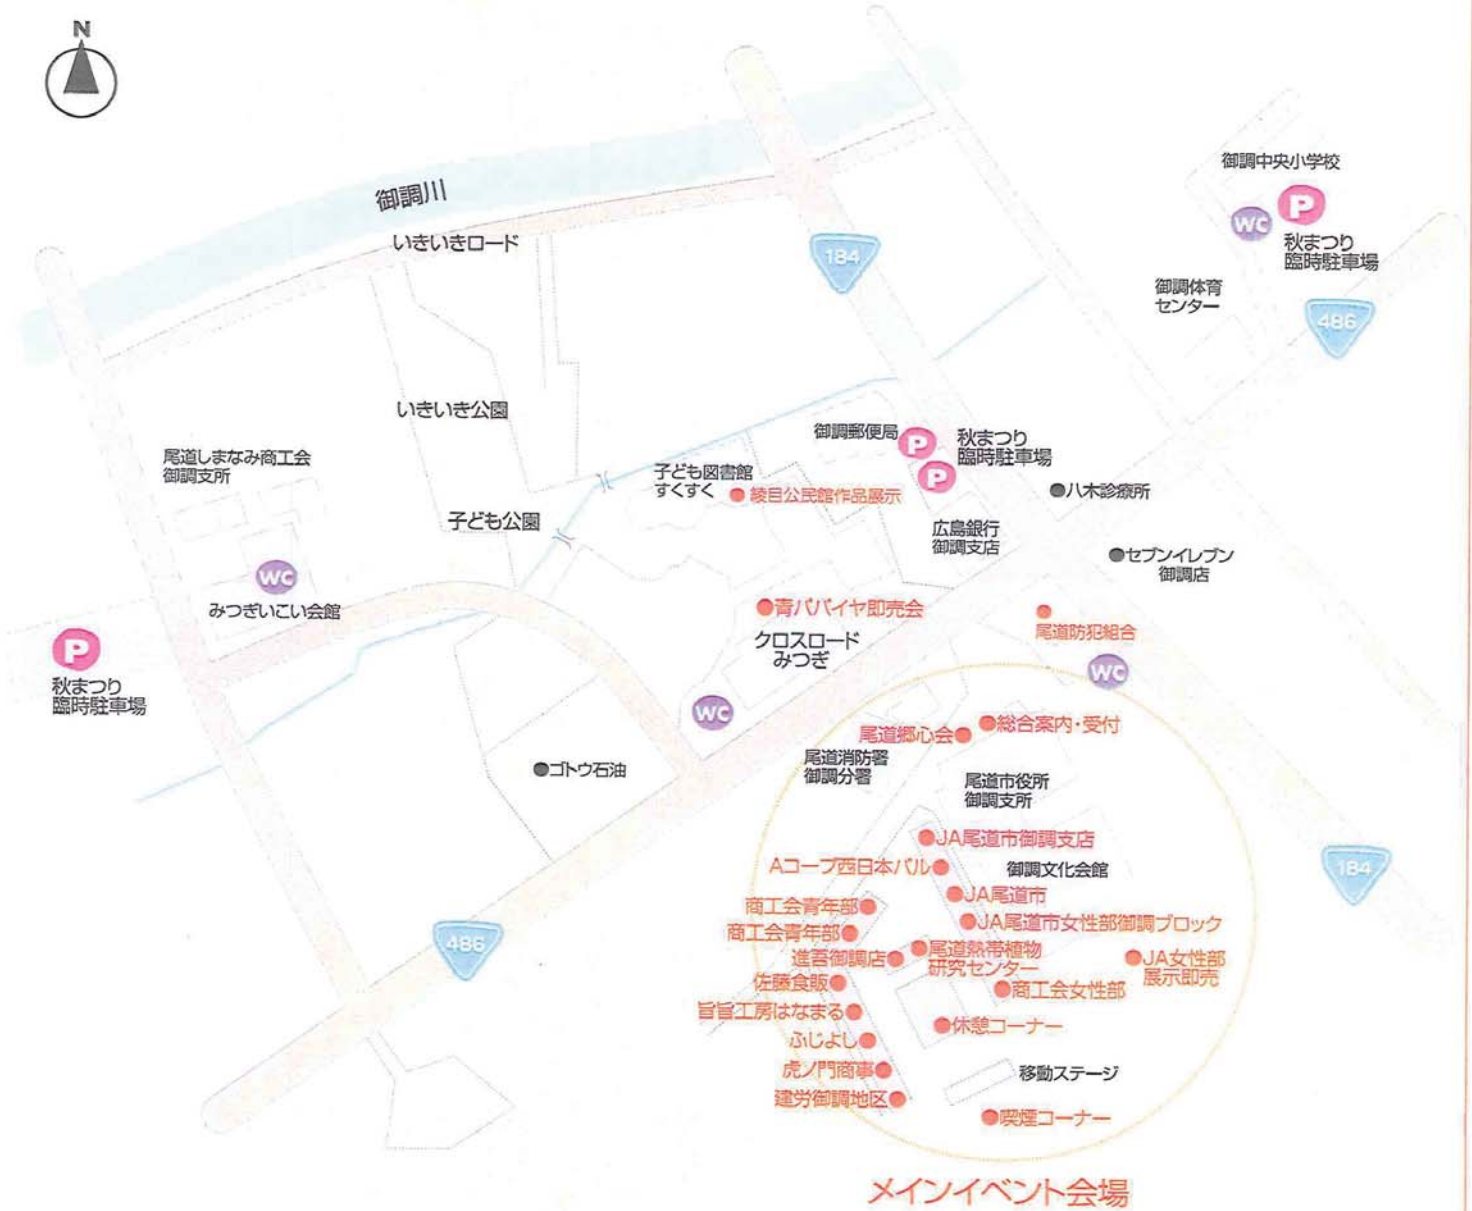 N
御調中央小学校
P
WC
秋まつり
臨時駐車場
御調川
いきいきロード
184
御調体育
センター
486
いきいき公園
御調郵便局
P
P
秋まつり
臨時駐車場
尾道しまなみ商工会
御調支所
子ども図書館
すくすく
綾目公民館作品展示
八木診療所
子ども公園
広島銀行
御調支店
セブンイレブン
御調店
WC
みつぎいこい会館
青パパイヤ即売会
クロスロード
みつぎ
尾道防犯組合
P
秋まつり
臨時駐車場
WC
WC
総合案内・受付
尾道郷心会
尾道消防署
御調分署
ゴトウ石油
尾道市役所
御調支所
JA尾道市御調支店
Aコープ西日本パル
御調文化会館
184
JA尾道市
商工会青年部
JA尾道市女性部御調ブロック
商工会青年部
486
尾道熱帯植物
研究センター
進吾御調店
JA女性部
展示即売
佐藤食販
商工会女性部
旨旨工房はなまる
休憩コーナー
ふじよし
虎ノ門商事
移動ステージ
建労御調地区
喫煙コーナー
メインイベント会場